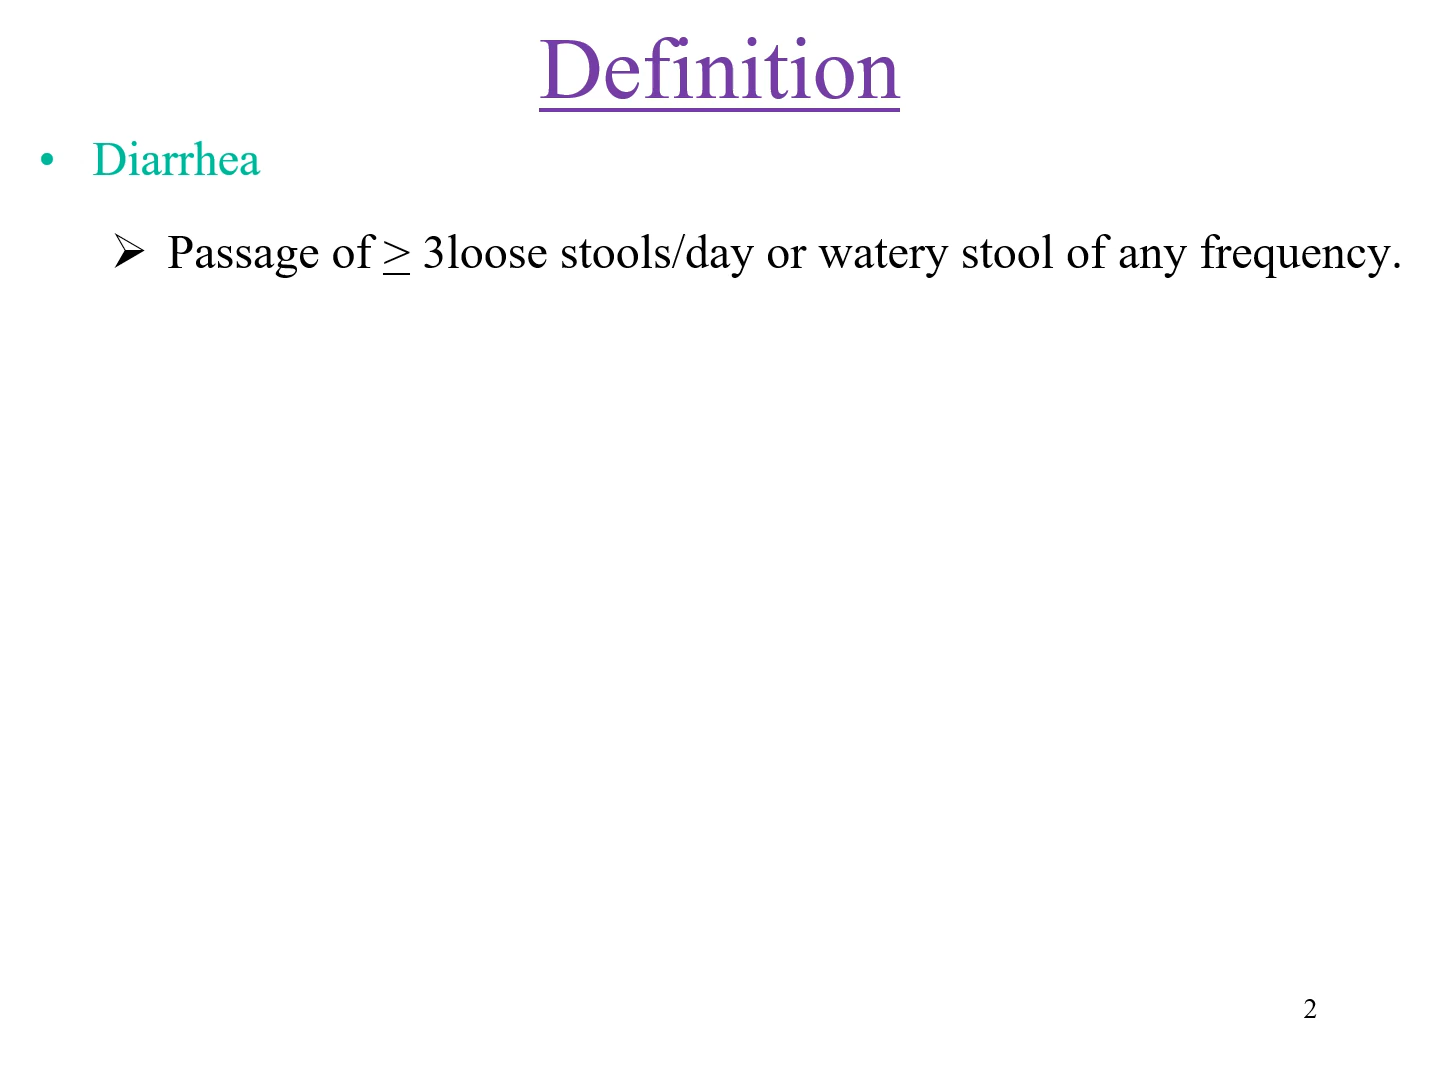 Definition
• Diarrhea
➢ Passage of ≥ 3loose stools/day or watery stool of any frequency.
2